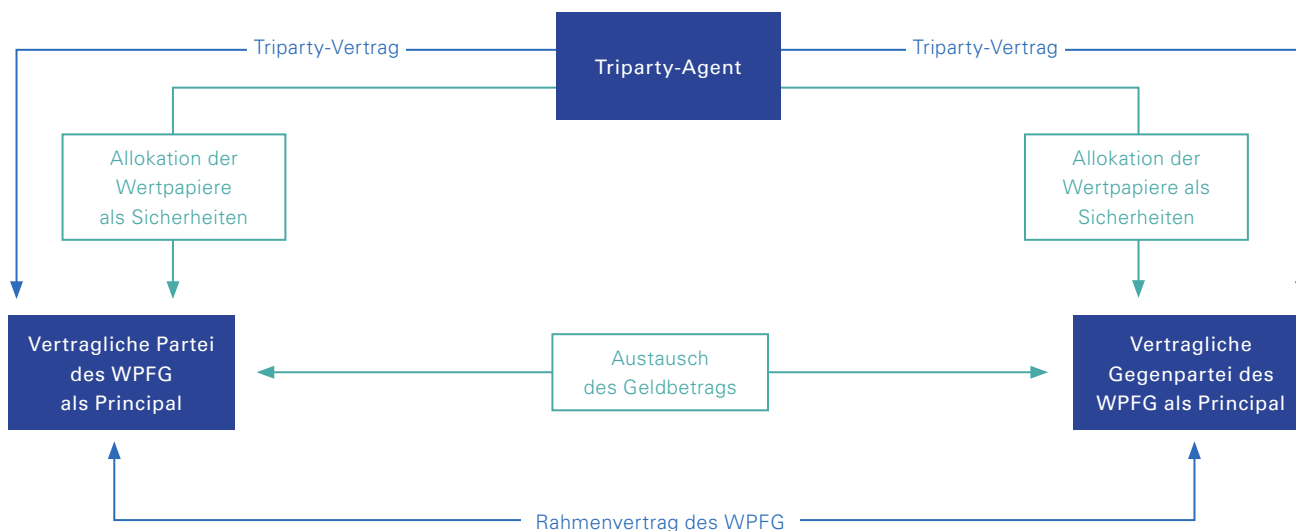 Triparty-Vertrag
Triparty-Agent
Triparty-Vertrag
Allokation der
Wertpapiere
als Sicherheiten
Allokation der
Wertpapiere als
Sicherheiten
Vertragliche Partei
des WPFG
als Principal
Austausch
des Geldbetrags
Vertragliche
Gegenpartei des
WPFG als Principal
Rahmenvertrag des WPFG